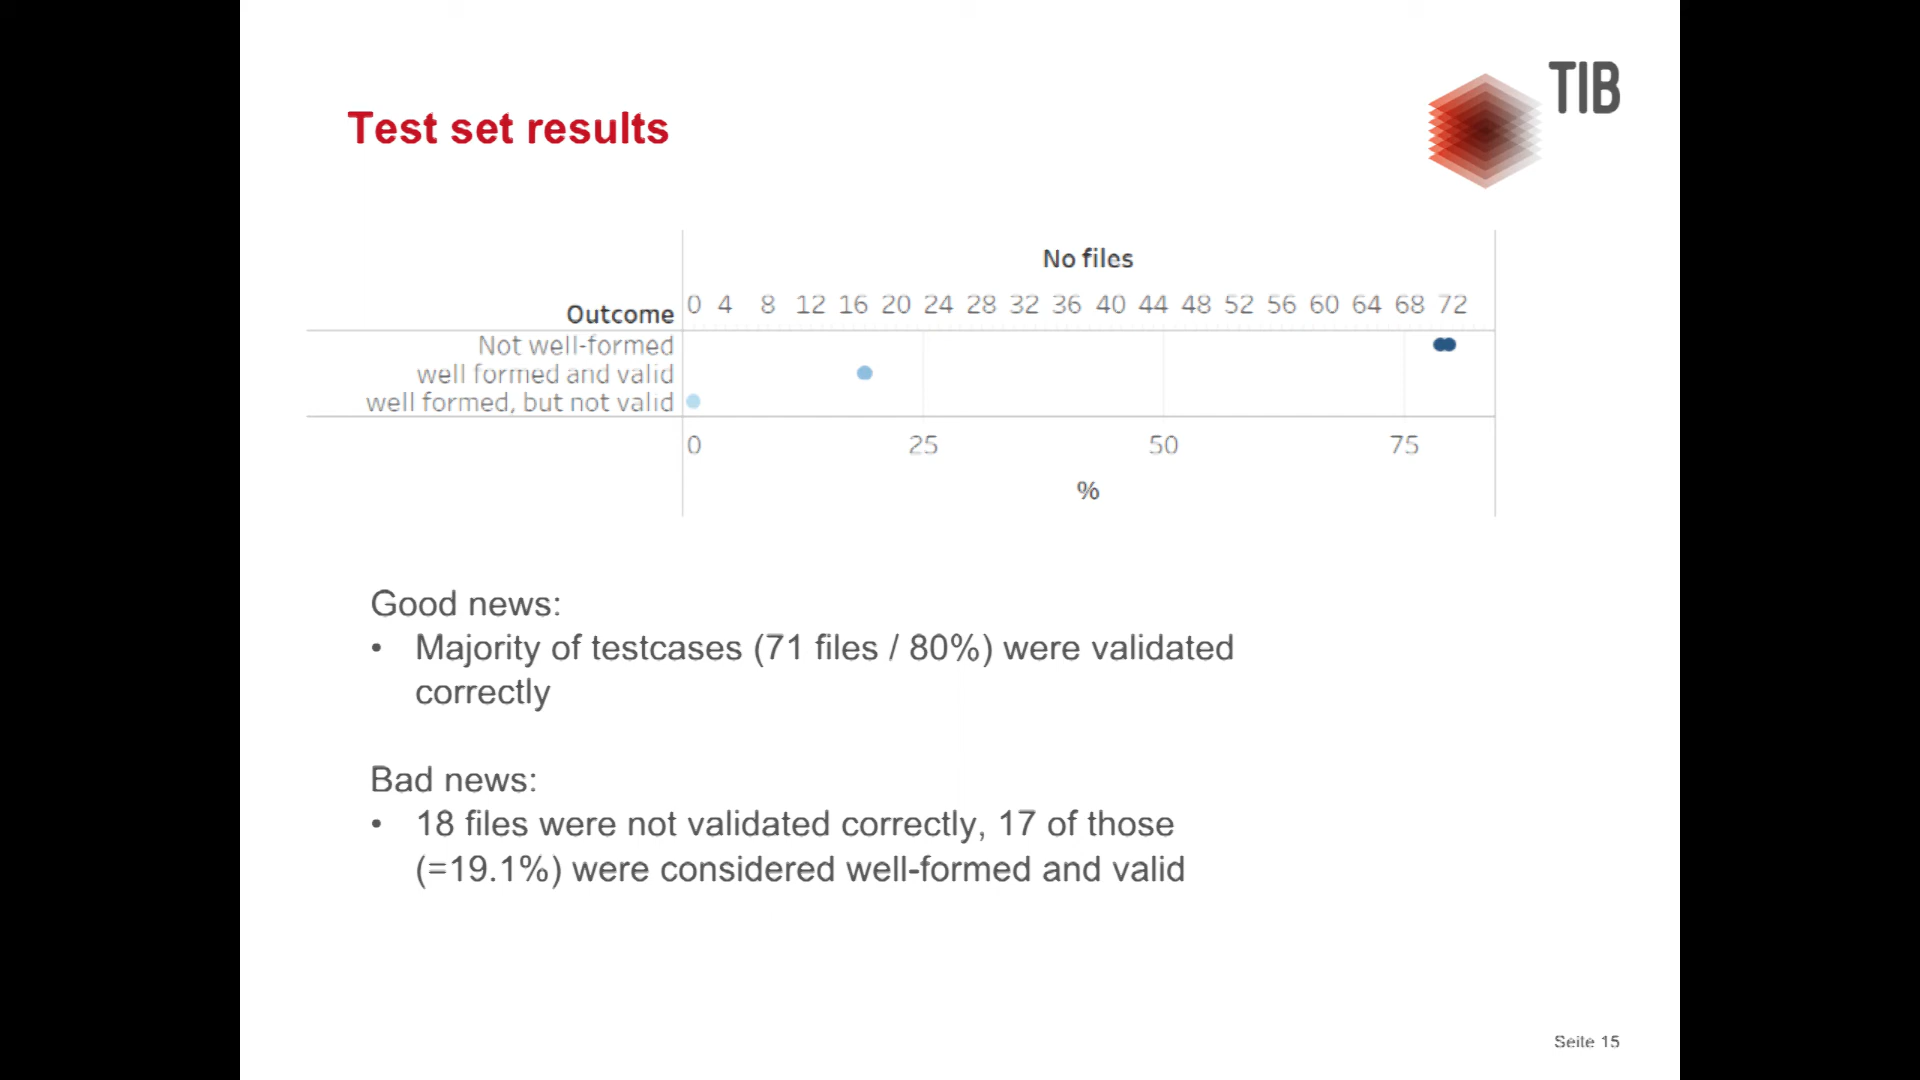 TIB
Test set results
No files
Outcome 0 4 8 12 16 20 24 28 32 36 40 44 48 52 56 60 64 68 72
Not well-formed
well formed and valid
well formed, but not valid
0 25 50 75
%
Good news:
• Majority of testcases (71 files / 80%) were validated
correctly
Bad news:
• 18 files were not validated correctly, 17 of those
(=19.1%) were considered well-formed and valid
Seite 15